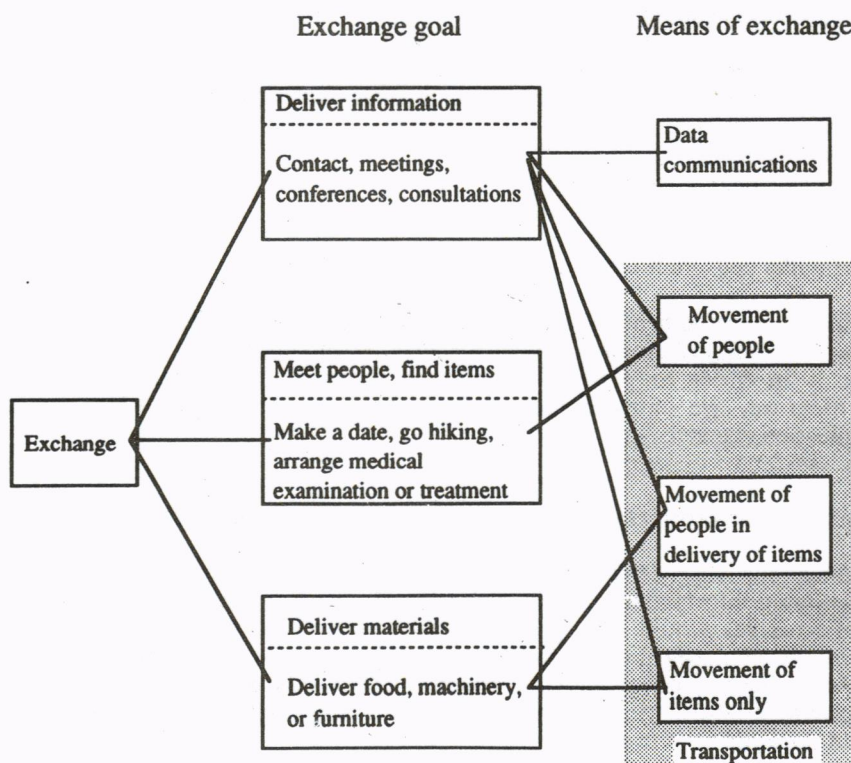 Exchange goal
Means of exchange
Deliver information
Contact, meetings,
conferences, consultations
Data
communications
Movement
of people
Meet people, find items
Make a date, go hiking,
arrange medical
examination or treatment
Exchange
Movement of
people in
delivery of items
Deliver materials
Deliver food, machinery,
or furniture
Movement of
items only
Transportation